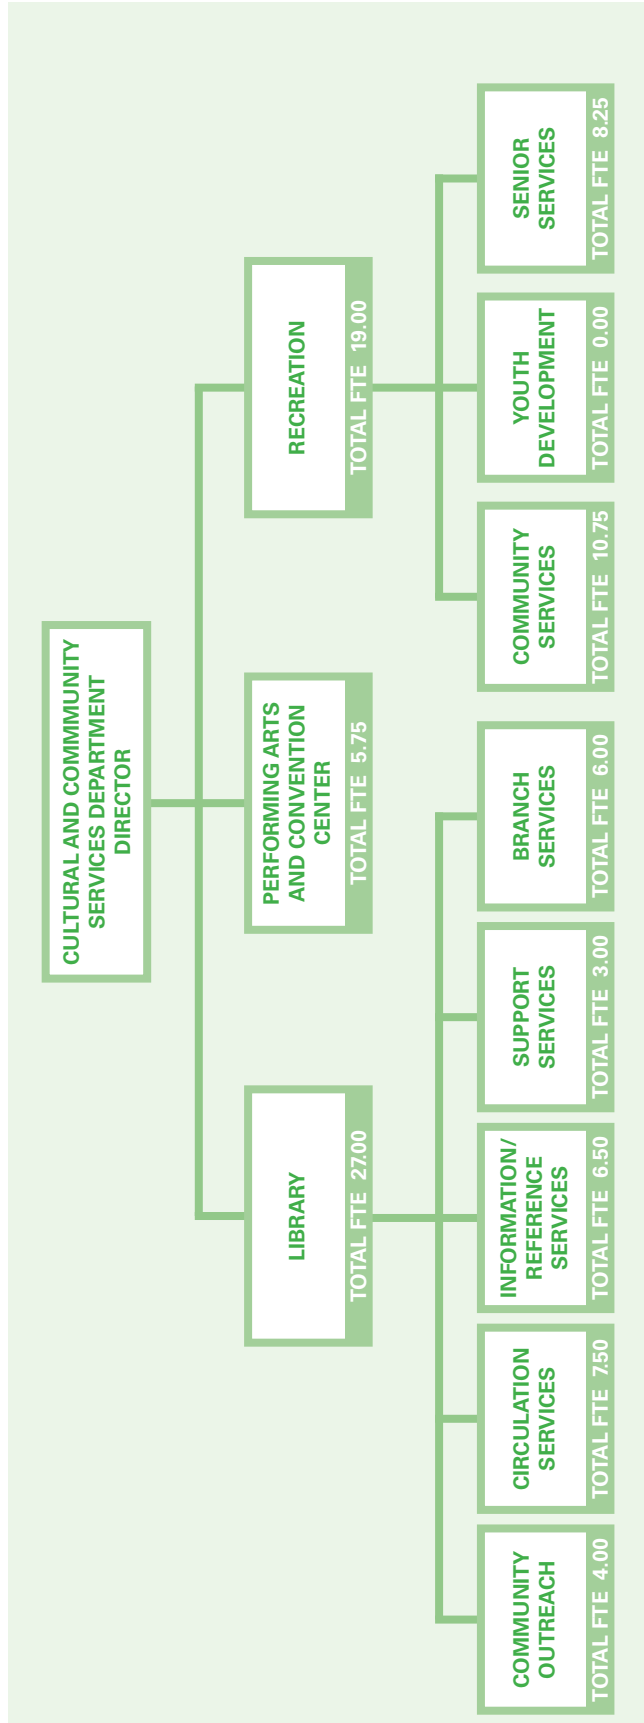 CULTURAL AND COMMMUNITY
SERVICES DEPARTMENT
DIRECTOR
LIBRARY
TOTAL FTE 27.00
PERFORMING ARTS
AND CONVENTION
CENTER
TOTAL FTE 5.75
RECREATION
TOTAL FTE 19.00
COMMUNITY
OUTREACH
TOTAL FTE 4.00
CIRCULATION
SERVICES
TOTAL FTE 7.50
INFORMATION/
REFERENCE
SERVICES
TOTAL FTE 6.50
SUPPORT
SERVICES
TOTAL FTE 3.00
BRANCH
SERVICES
TOTAL FTE 6.00
COMMUNITY
SERVICES
TOTAL FTE 10.75
YOUTH
DEVELOPMENT
TOTAL FTE 0.00
SENIOR
SERVICES
TOTAL FTE 8.25